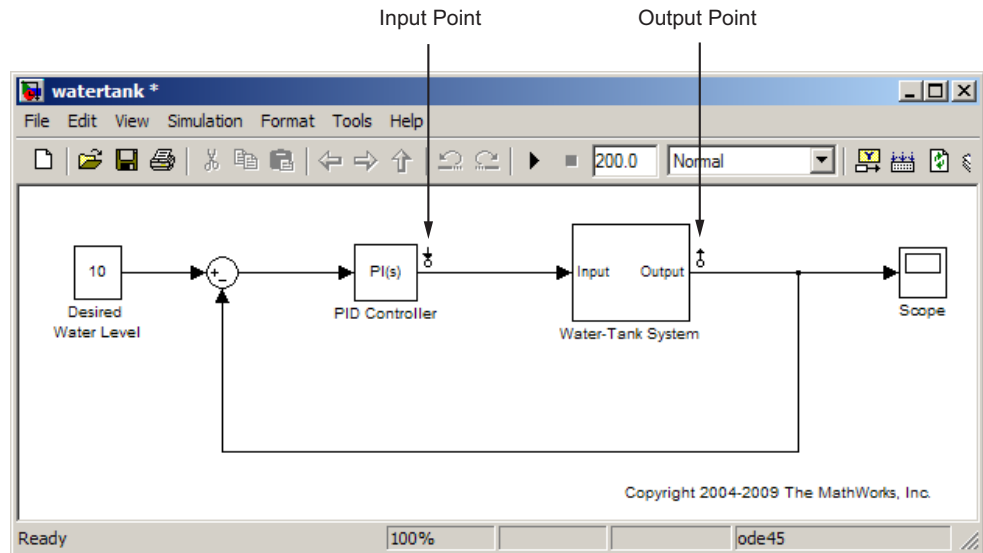 Input Point Output Point
watertank *
File Edit View Simulation Format Tools Help
200.0 Normal
10
+
-
PI(s)
Input Output
Desired
Water Level
PID Controller
Water-Tank System
Scope
Copyright 2004-2009 The MathWorks, Inc.
Ready 100% ode45